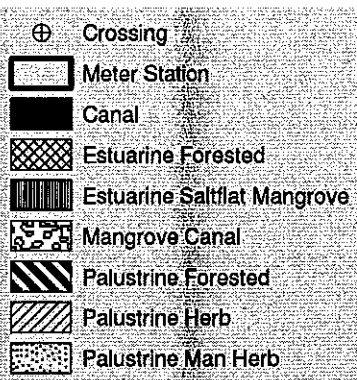 Crossing
Meter Station
Canal
Estuarine Forested
Estuarine Saltflat Mangrove
Mangrove Canal
Palustrine Forested
Palustrine Herb
Palustrine Man Herb